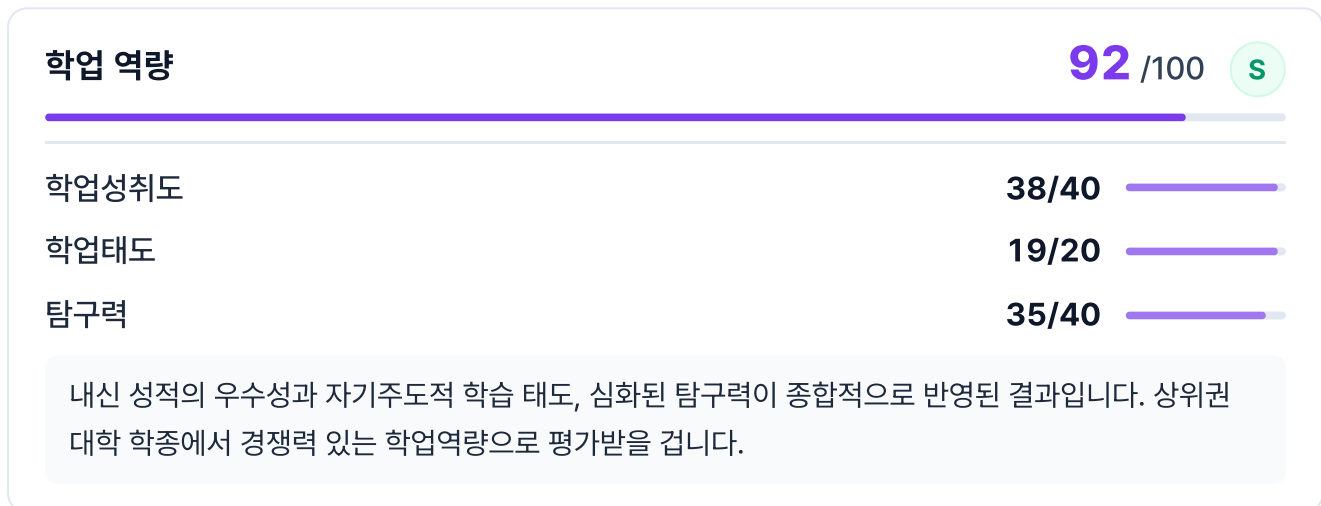 학업 역량 92 /100 S
학업성취도 38/40
학업태도 19/20
탐구력 35/40
내신 성적의 우수성과 자기주도적 학습 태도, 심화된 탐구력이 종합적으로 반영된 결과입니다. 상위권
대학 학종에서 경쟁력 있는 학업역량으로 평가받을 겁니다.